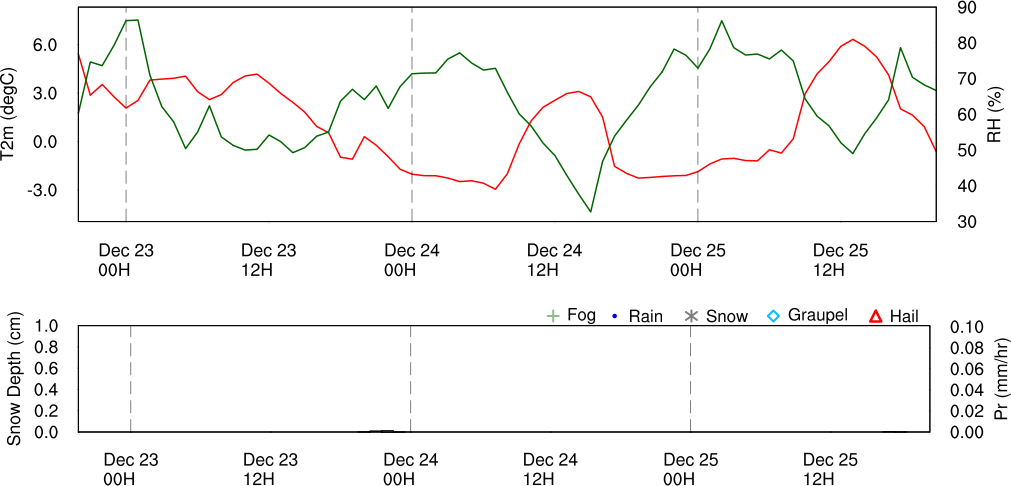 90
6.0
80
3.0
70
60
0.0
50
-3.0
40
30
T2m (degC)
RH (%)
Dec 23 Dec 23 Dec 24 Dec 24 Dec 25 Dec 25
00H 12H 00H 12H 00H 12H
Fog Rain Snow Graupel Hail
1.0 0.10
0.8 0.08
0.6 0.06
0.4 0.04
0.2 0.02
0.0 0.00
Snow Depth (cm)
Pr (mm/hr)
Dec 23 Dec 23 Dec 24 Dec 24 Dec 25 Dec 25
00H 12H 00H 12H 00H 12H